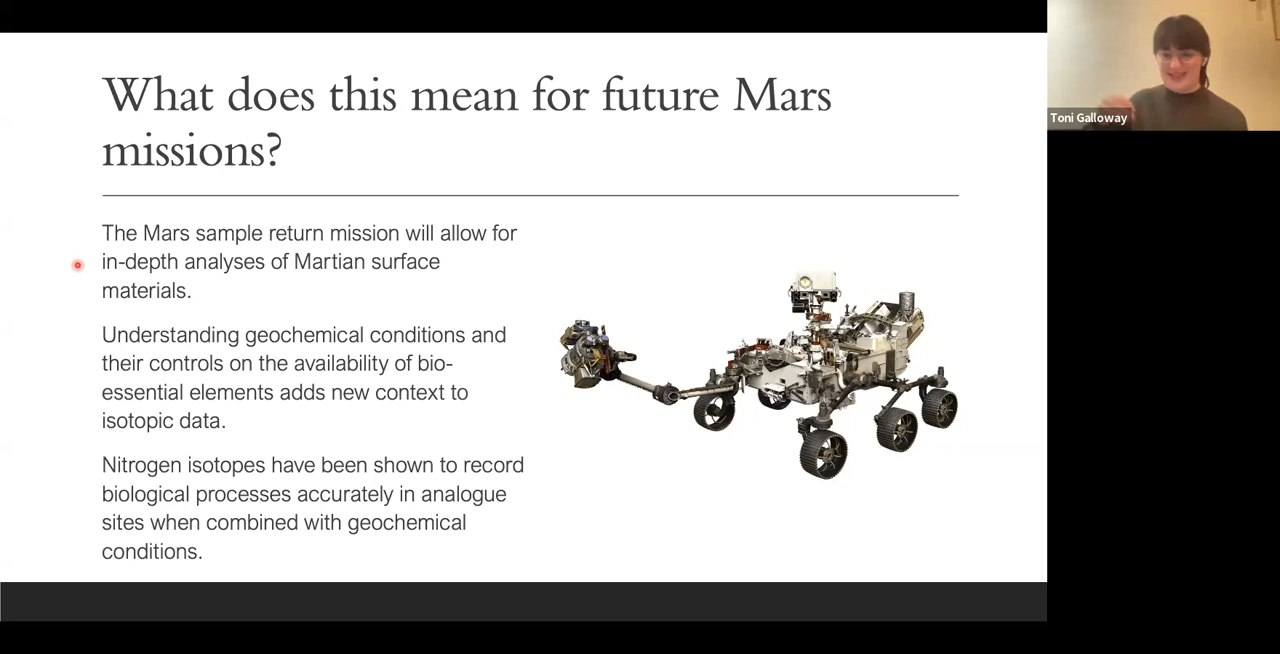 What does this mean for future Mars
missions?
The Mars sample return mission will allow for
in-depth analyses of Martian surface
materials.
Understanding geochemical conditions and
their controls on the availability of bio-
essential elements adds new context to
isotopic data.
Nitrogen isotopes have been shown to record
biological processes accurately in analogue
sites when combined with geochemical
conditions.
Toni Galloway